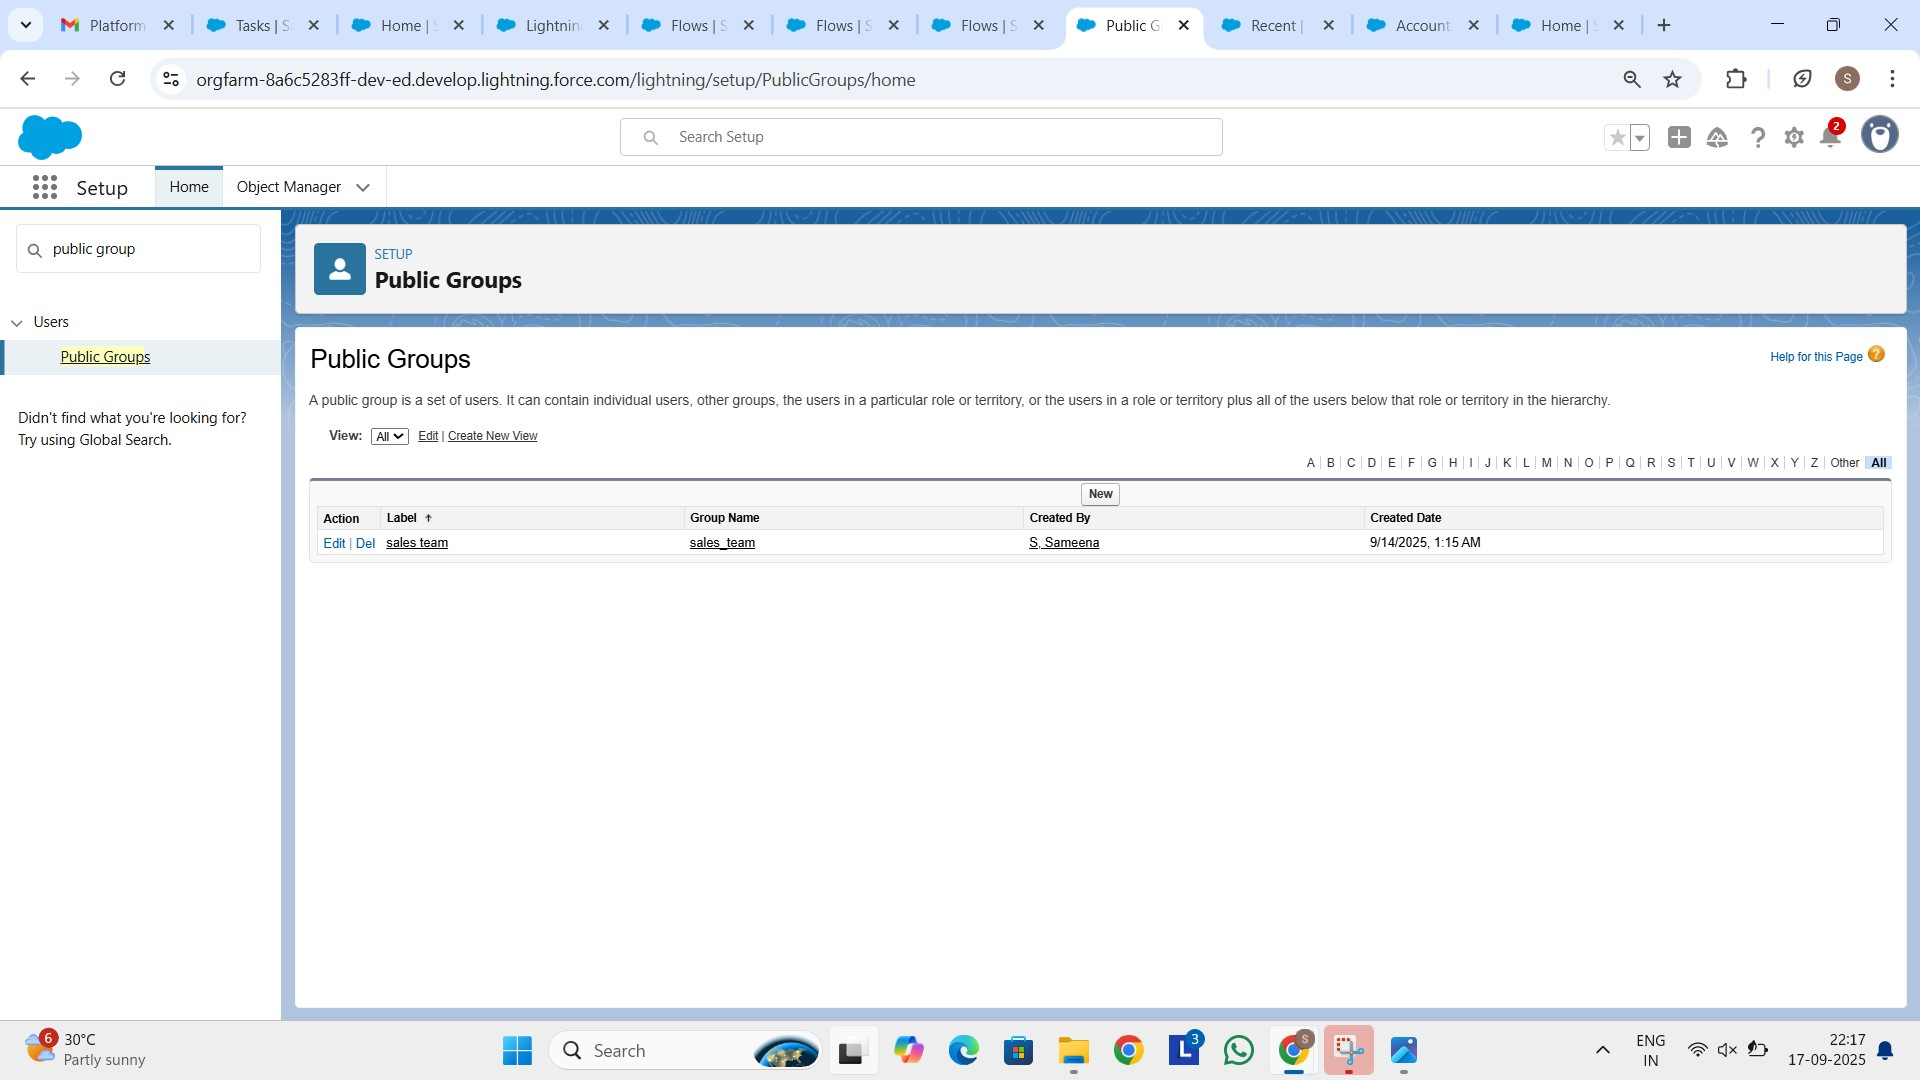 Platform
Tasks | S
Home | S
Lightnin
Flows | S
Flows | S
Flows | S
Public G
Recent |
Account
Home | S
orgfarm-8a6c5283ff-dev-ed.develop.lightning.force.com/lightning/setup/PublicGroups/home
S
Search Setup
2
Setup
Home
Object Manager
public group
Users
Public Groups
Didn't find what you're looking for?
Try using Global Search.
SETUP
Public Groups
Public Groups
Help for this Page
A public group is a set of users. It can contain individual users, other groups, the users in a particular role or territory, or the users in a role or territory plus all of the users below that role or territory in the hierarchy.
View: All Edit | Create New View
A | B | C | D | E | F | G | H | I | J | K | L | M | N | O | P | Q | R | S | T | U | V | W | X | Y | Z | Other | All
New
Action Label Group Name Created By Created Date
Edit | Del sales team sales_team S, Sameena 9/14/2025, 1:15 AM
6
30°C
Partly sunny
Search
L
3
S
ENG
IN
22:17
17-09-2025